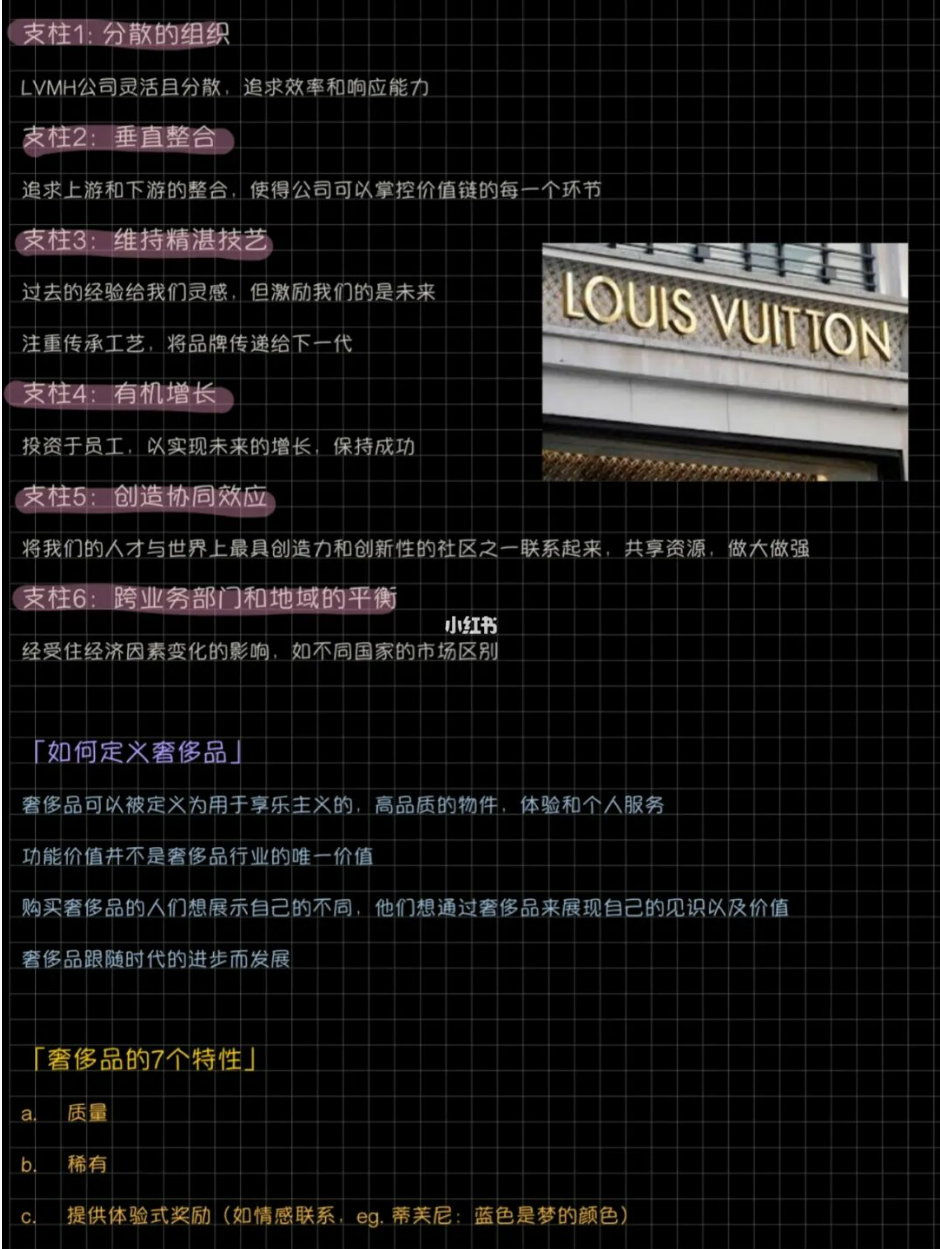 支柱1：分散的组织
LVMH公司灵活且分散，追求效率和响应能力
支柱2：垂直整合
追求上游和下游的整合，使得公司可以掌控价值链的每一个环节
支柱3：维持精湛技艺
过去的经验给我们灵感，但激励我们的是未来
LOUIS VUITTON
注重传承工艺，将品牌传递给下一代
支柱4：有机增长
投资于员工，以实现未来的增长，保持成功
支柱5：创造协同效应
将我们的人才与世界上最具创造力和创新性的社区之一联系起来，共享资源，做大做强
支柱6：跨业务部门和地域的平衡
小红书
经受住经济因素变化的影响，如不同国家的市场区别
「如何定义奢侈品」
奢侈品可以被定义为用于享乐主义的，高品质的物件，体验和个人服务
功能价值并不是奢侈品行业的唯一价值
购买奢侈品的人们想展示自己的不同，他们想通过奢侈品来展现自己的见识以及价值
奢侈品跟随时代的进步而发展
「奢侈品的7个特性」
a. 质量
b. 稀有
c. 提供体验式奖励（如情感联系，eg. 蒂芙尼：蓝色是梦的颜色）